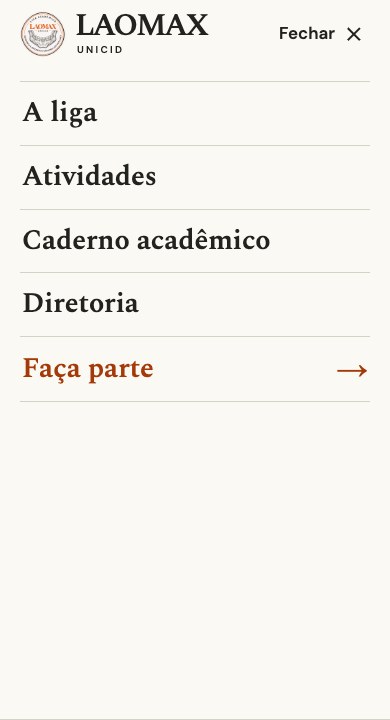 LAOMAX
UNICID
Fechar
A liga
Atividades
Caderno acadêmico
Diretoria
Faça parte →